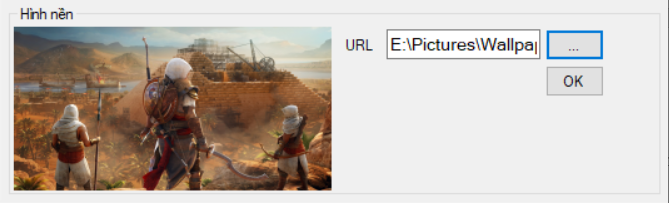 Hình nền
URL E:\Pictures\Wallpa ...
OK